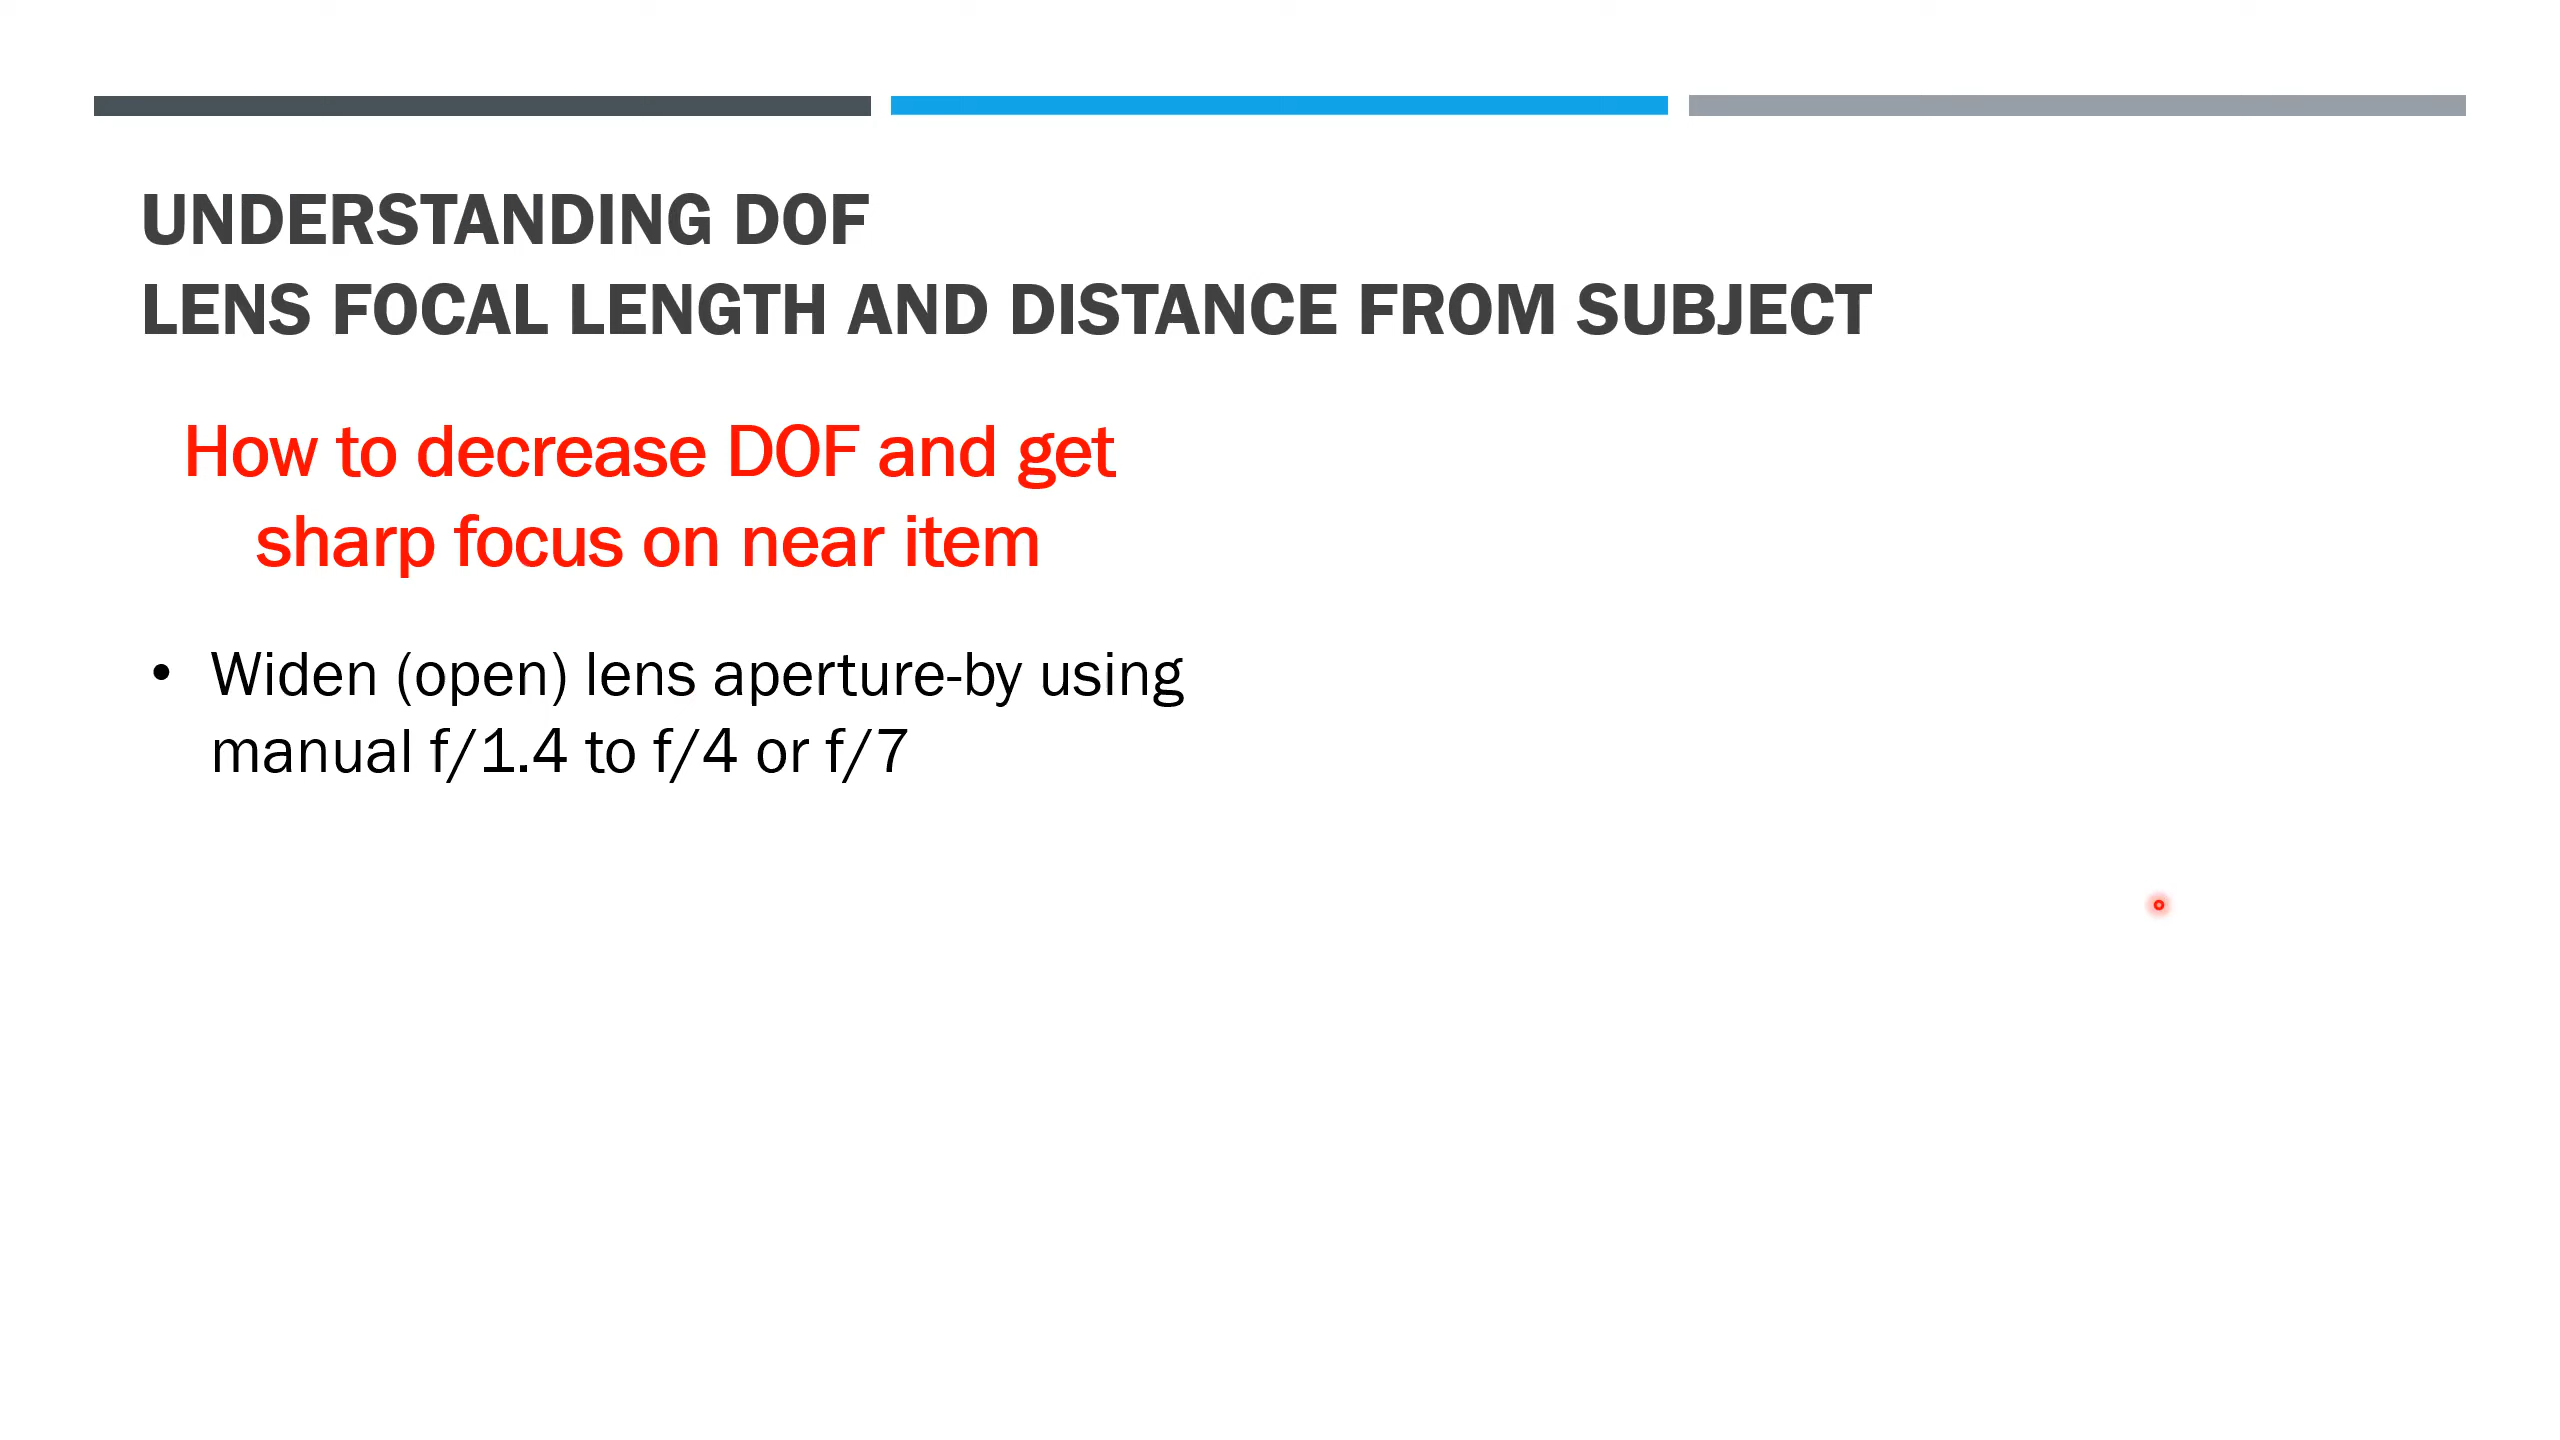 UNDERSTANDING DOF
LENS FOCAL LENGTH AND DISTANCE FROM SUBJECT
How to decrease DOF and get
sharp focus on near item
• Widen (open) lens aperture-by using
manual f/1.4 to f/4 or f/7